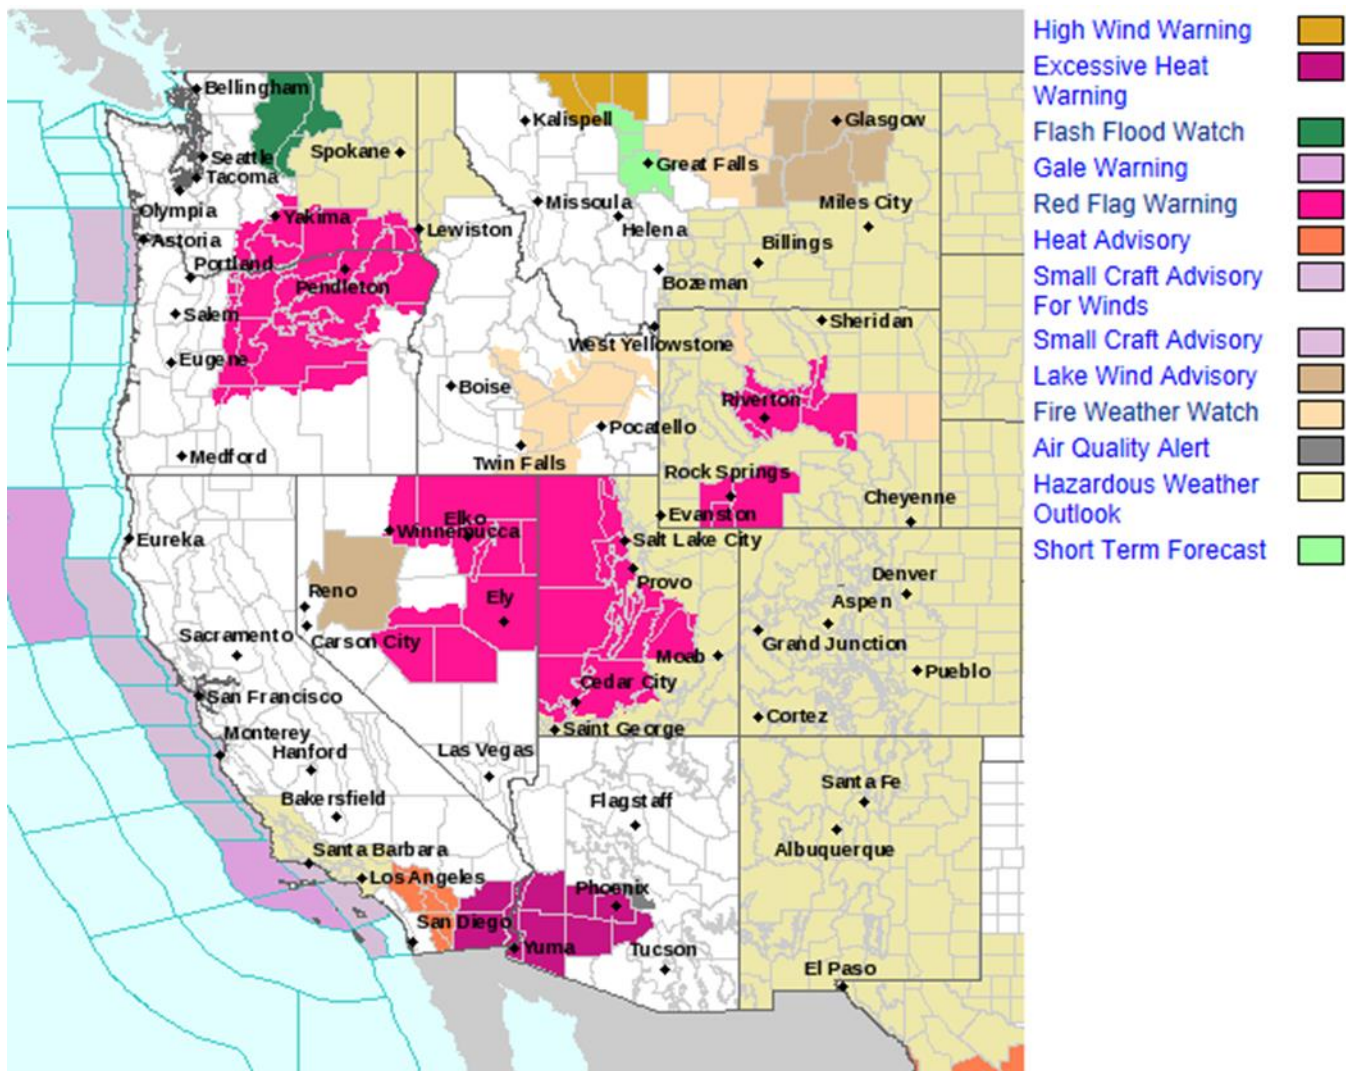 Bellingham
Seattle
Tacoma
Olympia
Astoria
Portland
Salem
Eugene
Medford
Yakima
Pendleton
Spokane
Lewiston
Kalispell
Great Falls
Glasgow
Missoula
Helena
Miles City
Billings
Bozeman
West Yellowstone
Sheridan
Boise
Pocatello
Twin Falls
Riverton
Rock Springs
Evanston
Cheyenne
Eureka
Elko
Winnemucca
Reno
Carson City
Ely
Salt Lake City
Provo
Moab
Cedar City
Saint George
Denver
Aspen
Grand Junction
Pueblo
Cortez
Sacramento
San Francisco
Monterey
Hanford
Bakersfield
Las Vegas
Santa Barbara
Los Angeles
San Diego
Flagstaff
Phoenix
Yuma
Tucson
Santa Fe
Albuquerque
El Paso
High Wind Warning
Excessive Heat
Warning
Flash Flood Watch
Gale Warning
Red Flag Warning
Heat Advisory
Small Craft Advisory
For Winds
Small Craft Advisory
Lake Wind Advisory
Fire Weather Watch
Air Quality Alert
Hazardous Weather
Outlook
Short Term Forecast